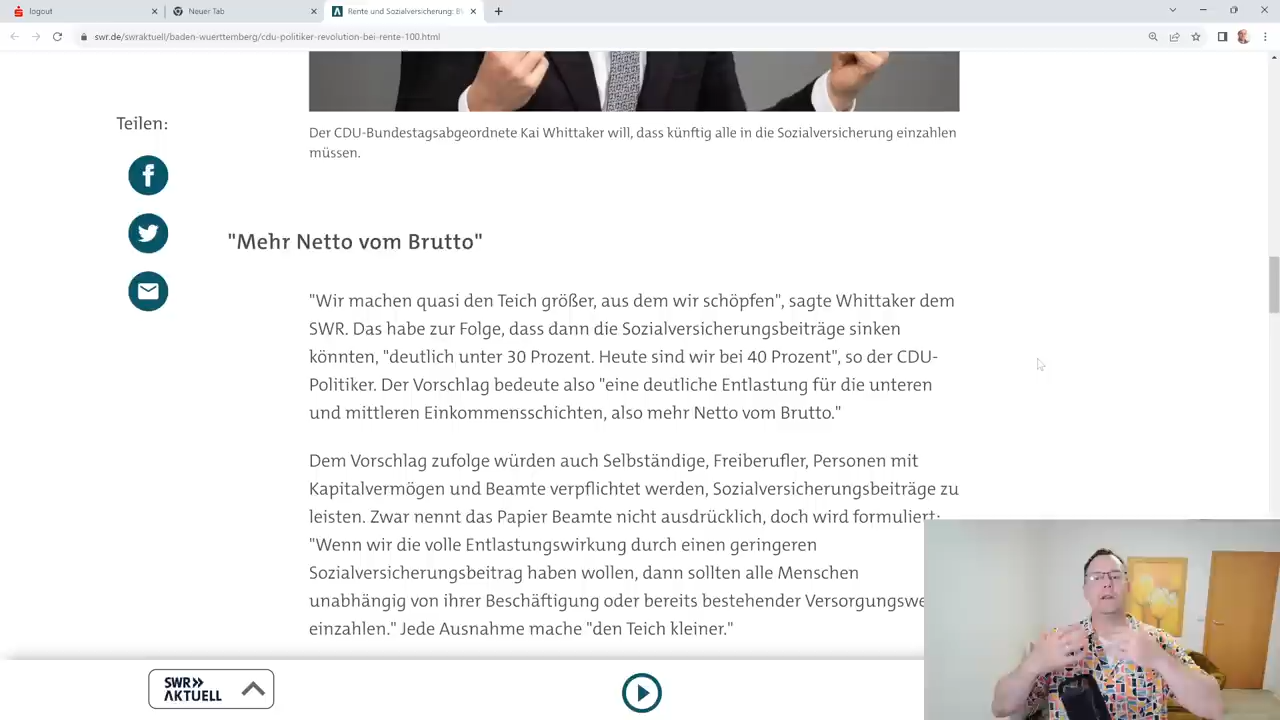 logout
Neuer Tab
Rente und Sozialversicherung: B
swr.de/swraktuell/baden-wuerttemberg/cdu-politiker-revolution-bei-rente-100.html
Teilen:
Der CDU-Bundestagsabgeordnete Kai Whittaker will, dass künftig alle in die Sozialversicherung einzahlen
müssen.
"Mehr Netto vom Brutto"
"Wir machen quasi den Teich größer, aus dem wir schöpfen", sagte Whittaker dem
SWR. Das habe zur Folge, dass dann die Sozialversicherungsbeiträge sinken
könnten, "deutlich unter 30 Prozent. Heute sind wir bei 40 Prozent", so der CDU-
Politiker. Der Vorschlag bedeute also "eine deutliche Entlastung für die unteren
und mittleren Einkommensschichten, also mehr Netto vom Brutto."
Dem Vorschlag zufolge würden auch Selbständige, Freiberufler, Personen mit
Kapitalvermögen und Beamte verpflichtet werden, Sozialversicherungsbeiträge zu
leisten. Zwar nennt das Papier Beamte nicht ausdrücklich, doch wird formuliert:
"Wenn wir die volle Entlastungswirkung durch einen geringeren
Sozialversicherungsbeitrag haben wollen, dann sollten alle Menschen
unabhängig von ihrer Beschäftigung oder bereits bestehender Versorgungswe
einzahlen." Jede Ausnahme mache "den Teich kleiner."
SWR»
AKTUELL